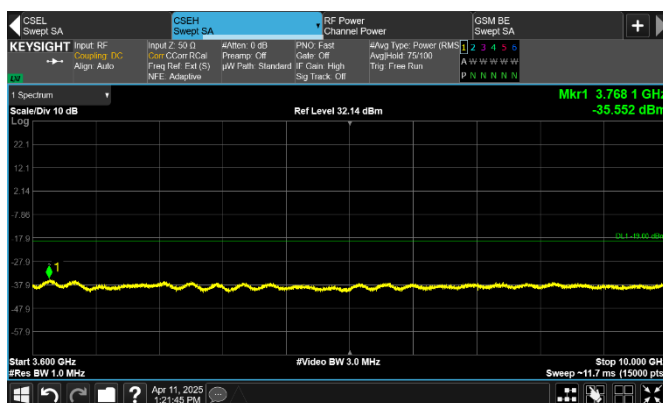 CSEL
Swept SA
CSEH
Swept SA
RF Power
Channel Power
GSM BE
Swept SA
+
KEYSIGHT
Input: RF
Coupling: DC
Align: Auto
Input Z: 50 Ω
Corr CCorr RCal
Freq Ref: Ext (S)
NFE: Adaptive
#Atten: 0 dB
Preamp: Off
µW Path: Standard
PNO: Fast
Gate: Off
IF Gain: High
Sig Track: Off
#Avg Type: Power (RMS
Avg|Hold: 75/100
Trig: Free Run
1 2 3 4 5 6
A W W W W W
P N N N N N
1 Spectrum
Scale/Div 10 dB
Log
Ref Level 32.14 dBm
Mkr1 3.768 1 GHz
-35.552 dBm
22.1
12.1
2.14
-7.86
-17.9
DL1 -19.00 dBm
-27.9
1
-37.9
-47.9
-57.9
Start 3.600 GHz
#Res BW 1.0 MHz
#Video BW 3.0 MHz
Stop 10.000 GH
Sweep ~11.7 ms (15000 pts
?
Apr 11, 2025
1:21:45 PM